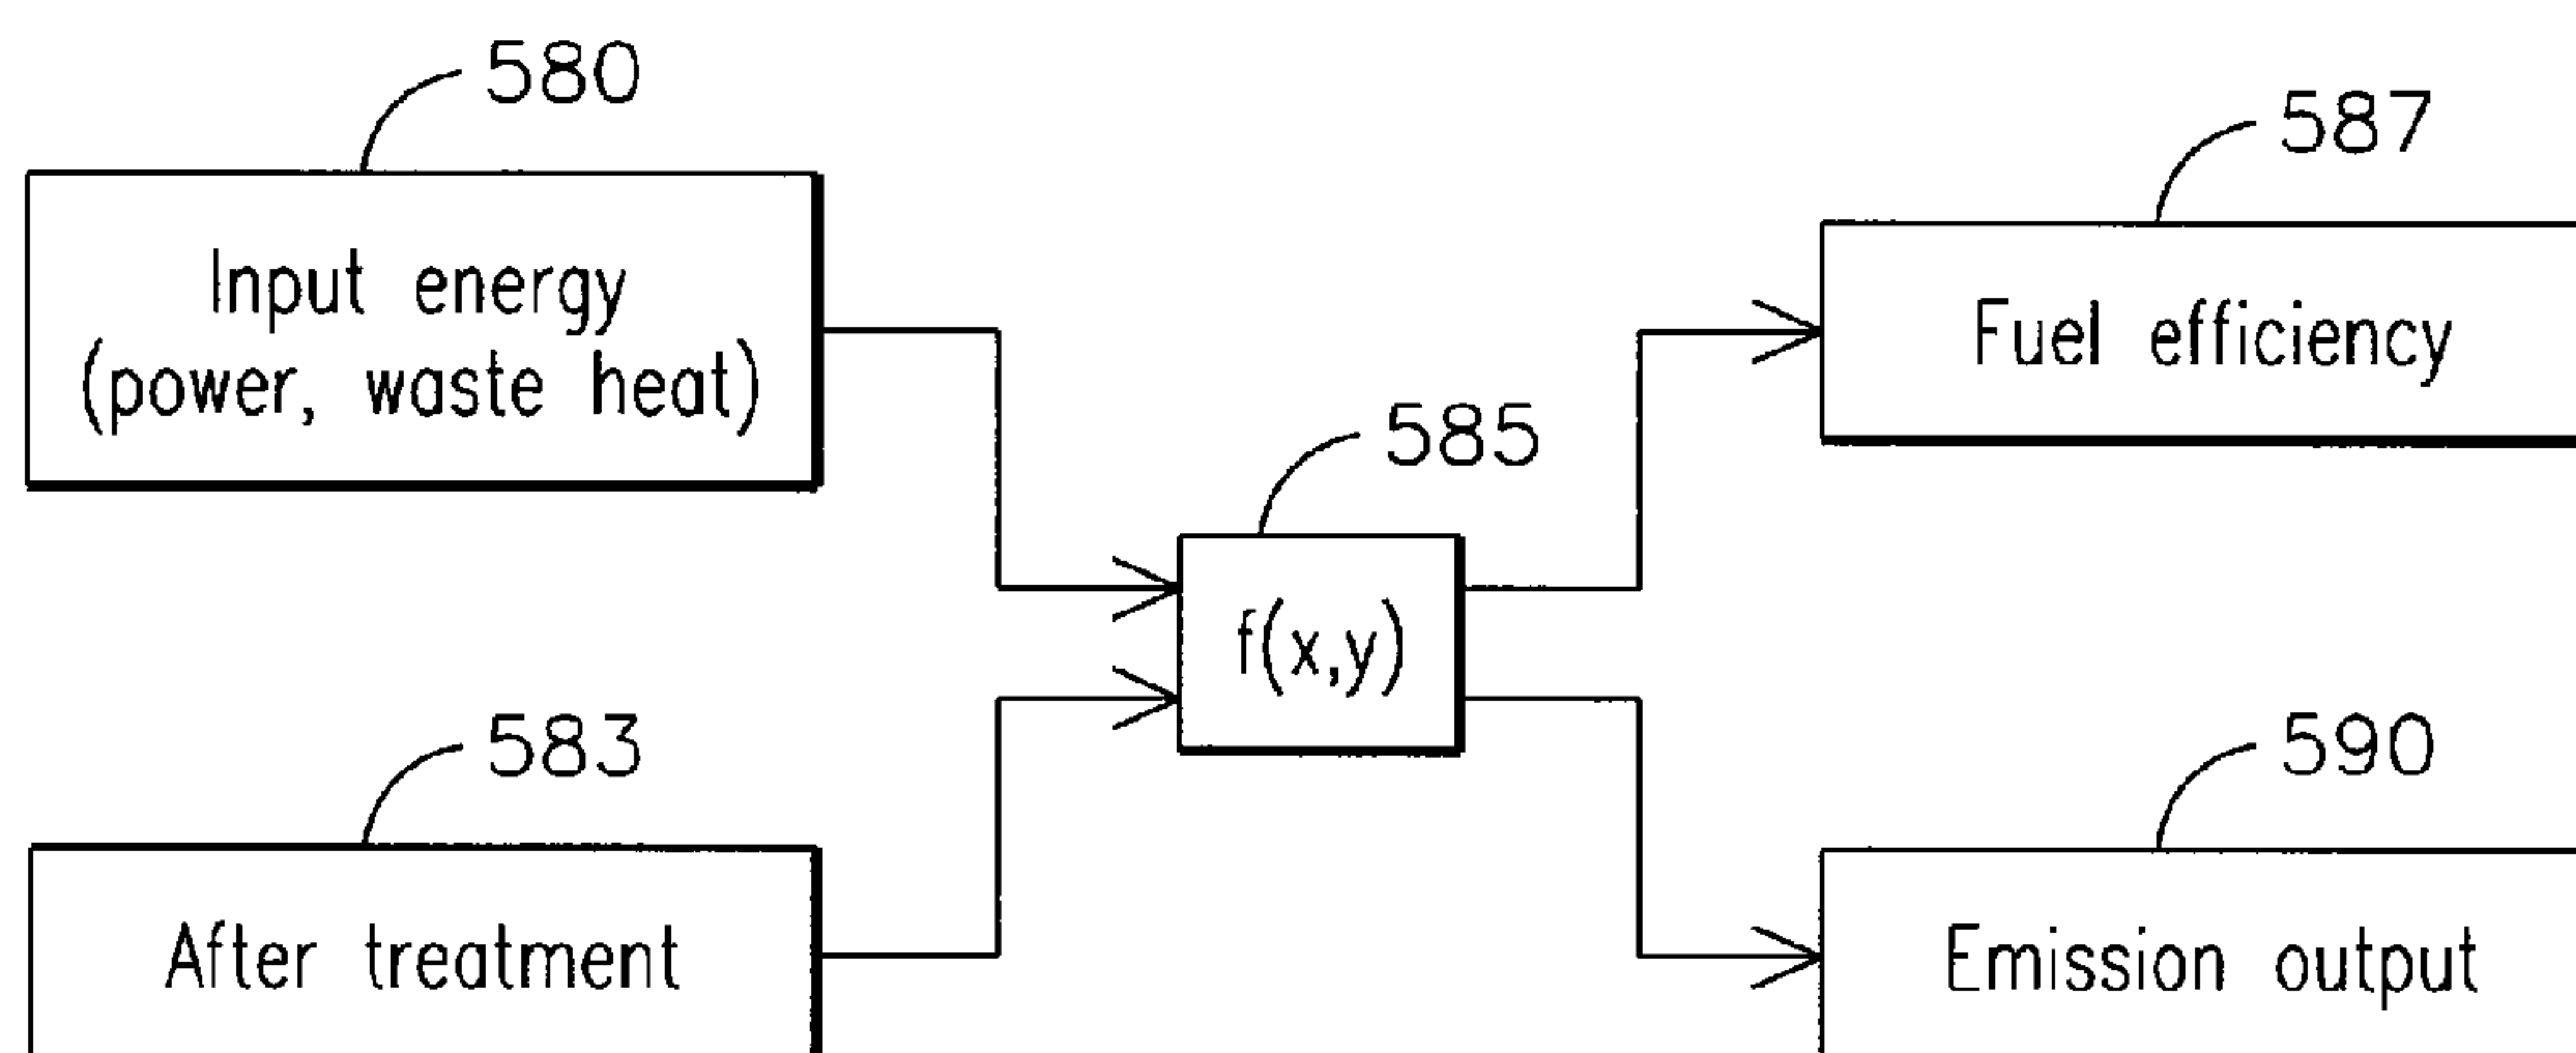 580
Input energy
(power, waste heat)
587
Fuel efficiency
585
f(x,y)
583
After treatment
590
Emission output